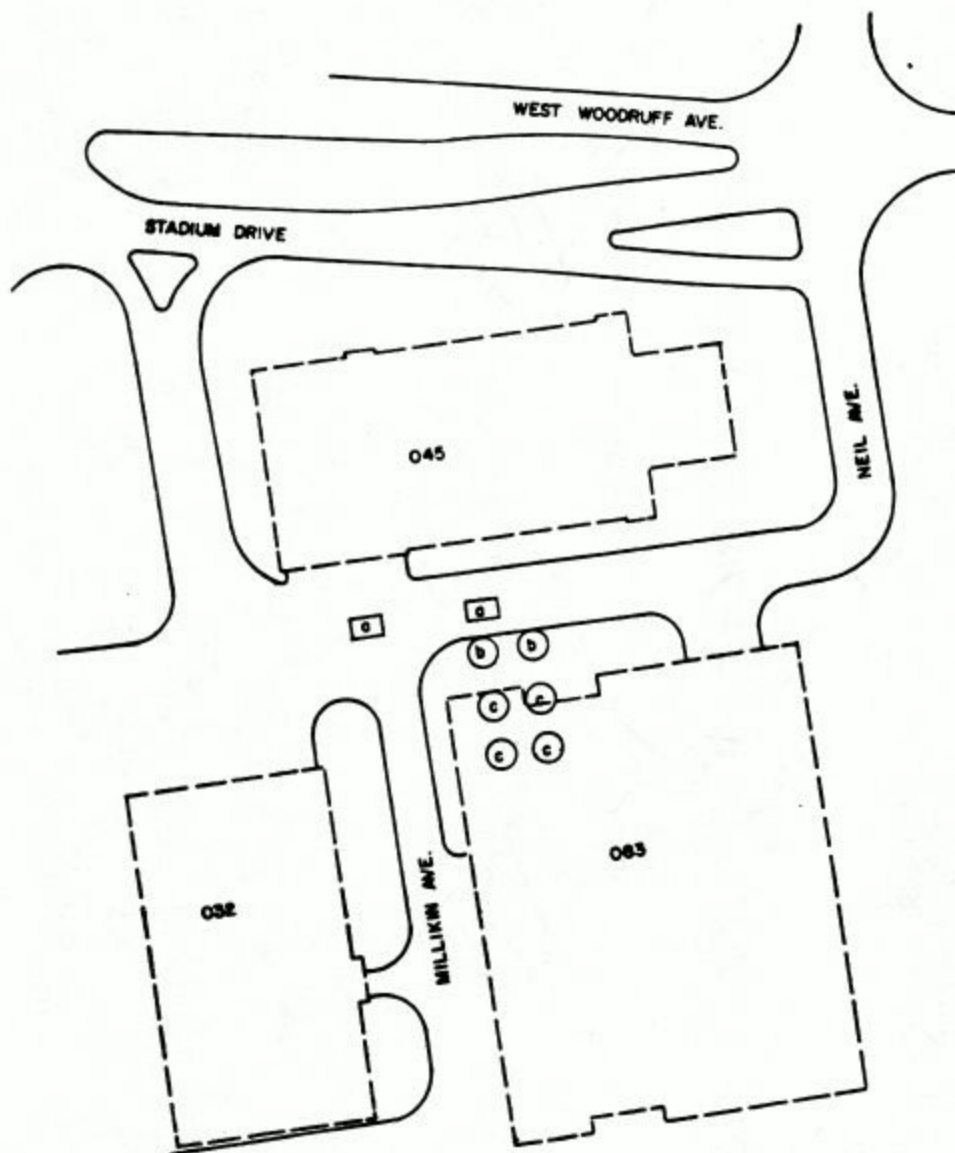 WEST WOODRUFF AVE.
STADIUM DRIVE
NEIL AVE.
045
a
a
b
b
c
c
c
c
083
032
MILLIKIN AVE.